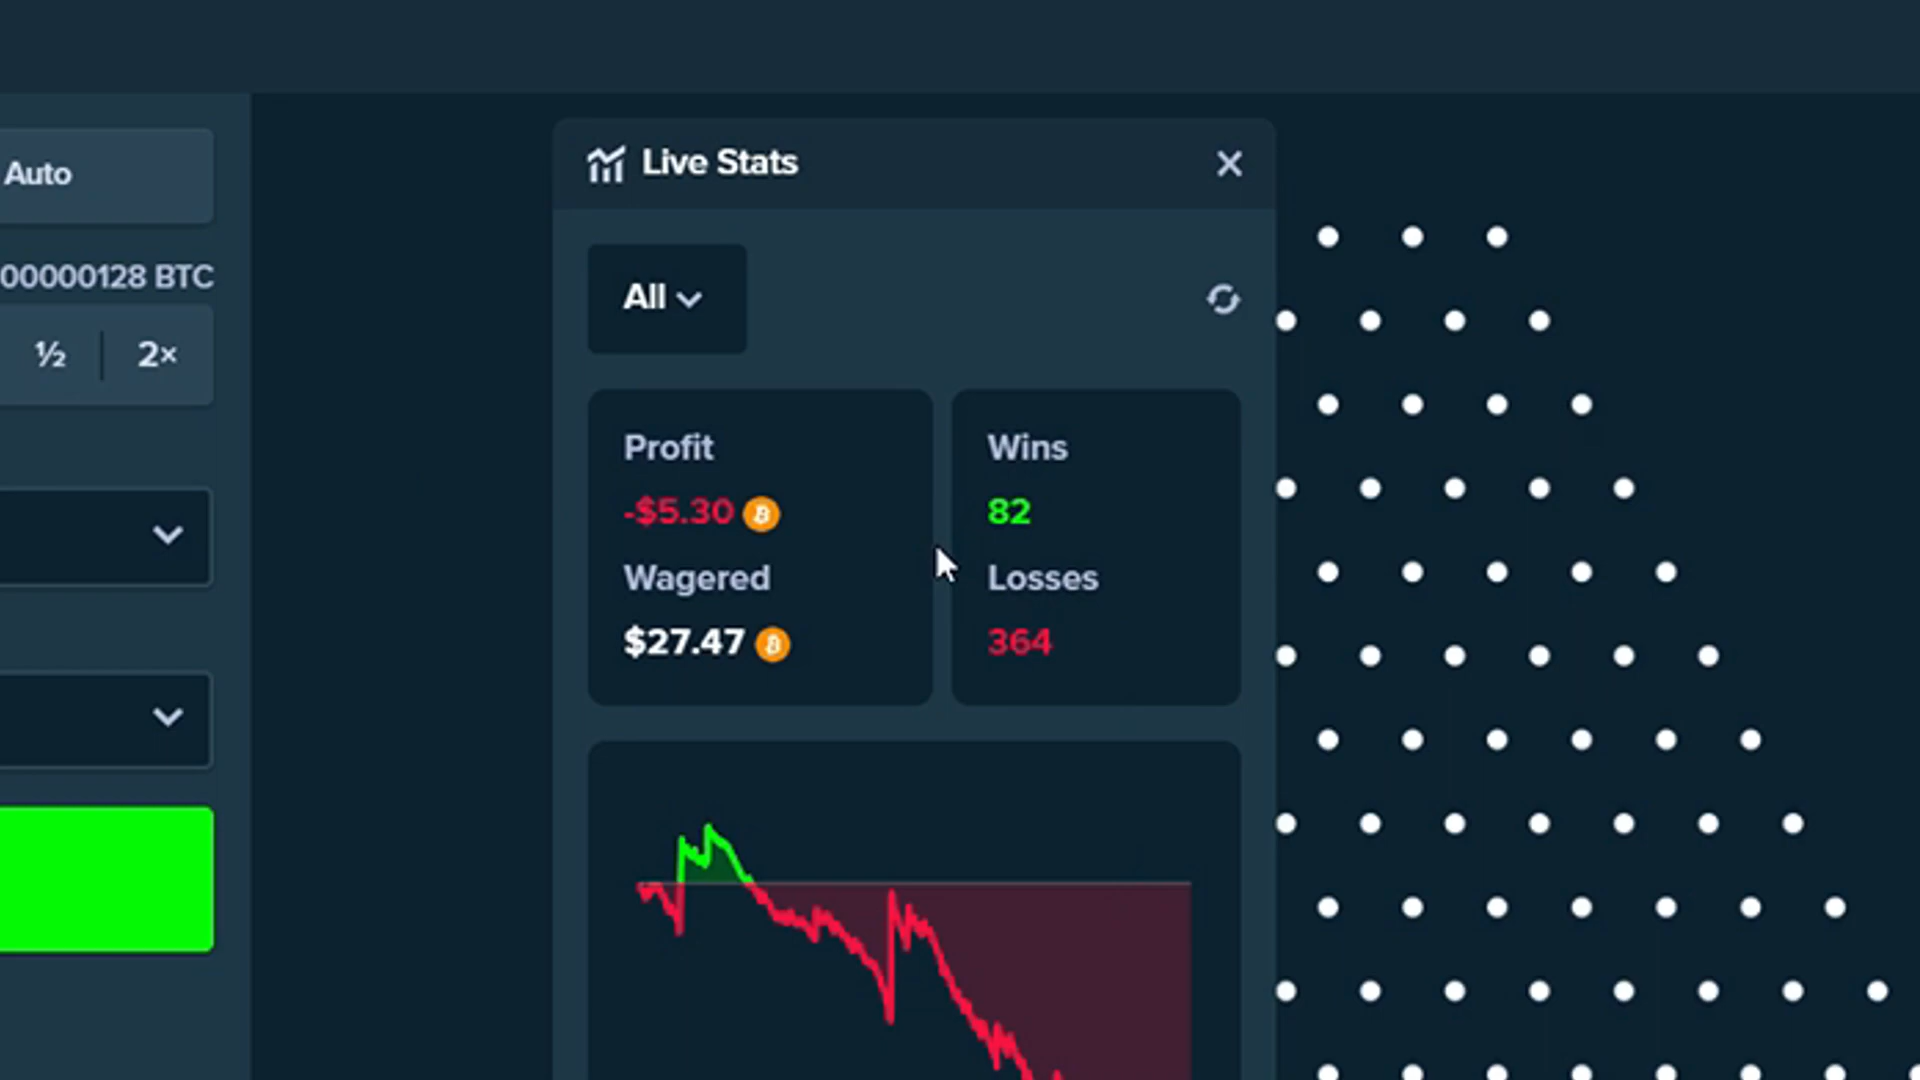 Auto
00000128 BTC
½ 2×
Live Stats
All
Profit
-$5.30
Wagered
$27.47
Wins
82
Losses
364